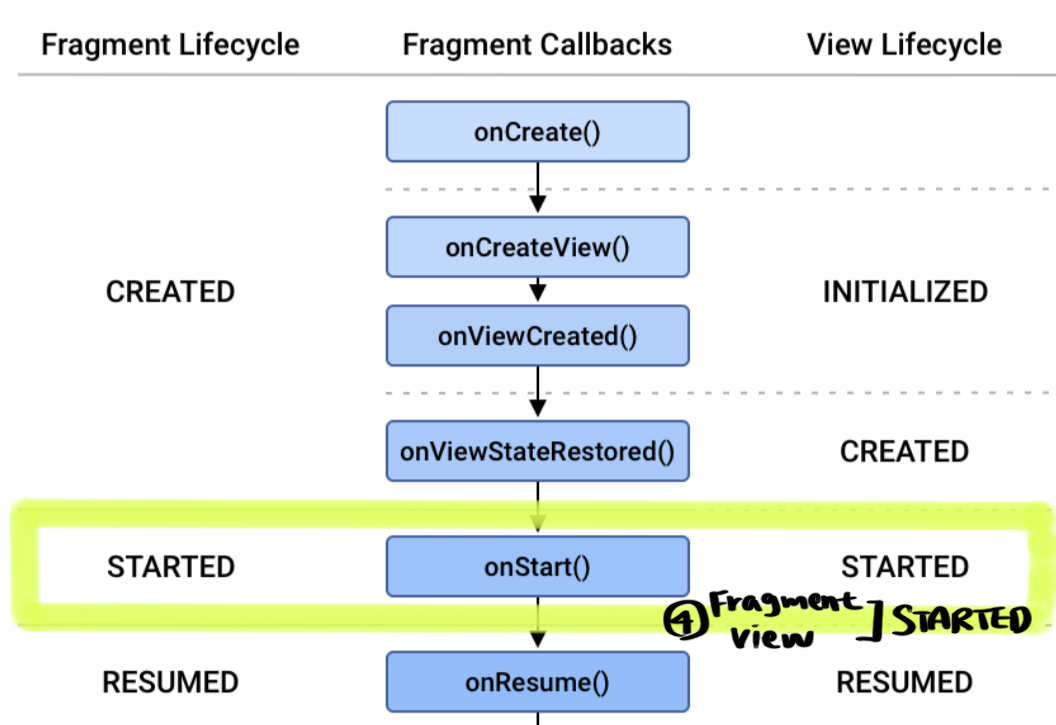 Fragment Lifecycle Fragment Callbacks View Lifecycle
onCreate()
onCreateView()
CREATED INITIALIZED
onViewCreated()
onViewStateRestored() CREATED
STARTED onStart() STARTED
④ Fragment
View ] STARTED
RESUMED onResume() RESUMED